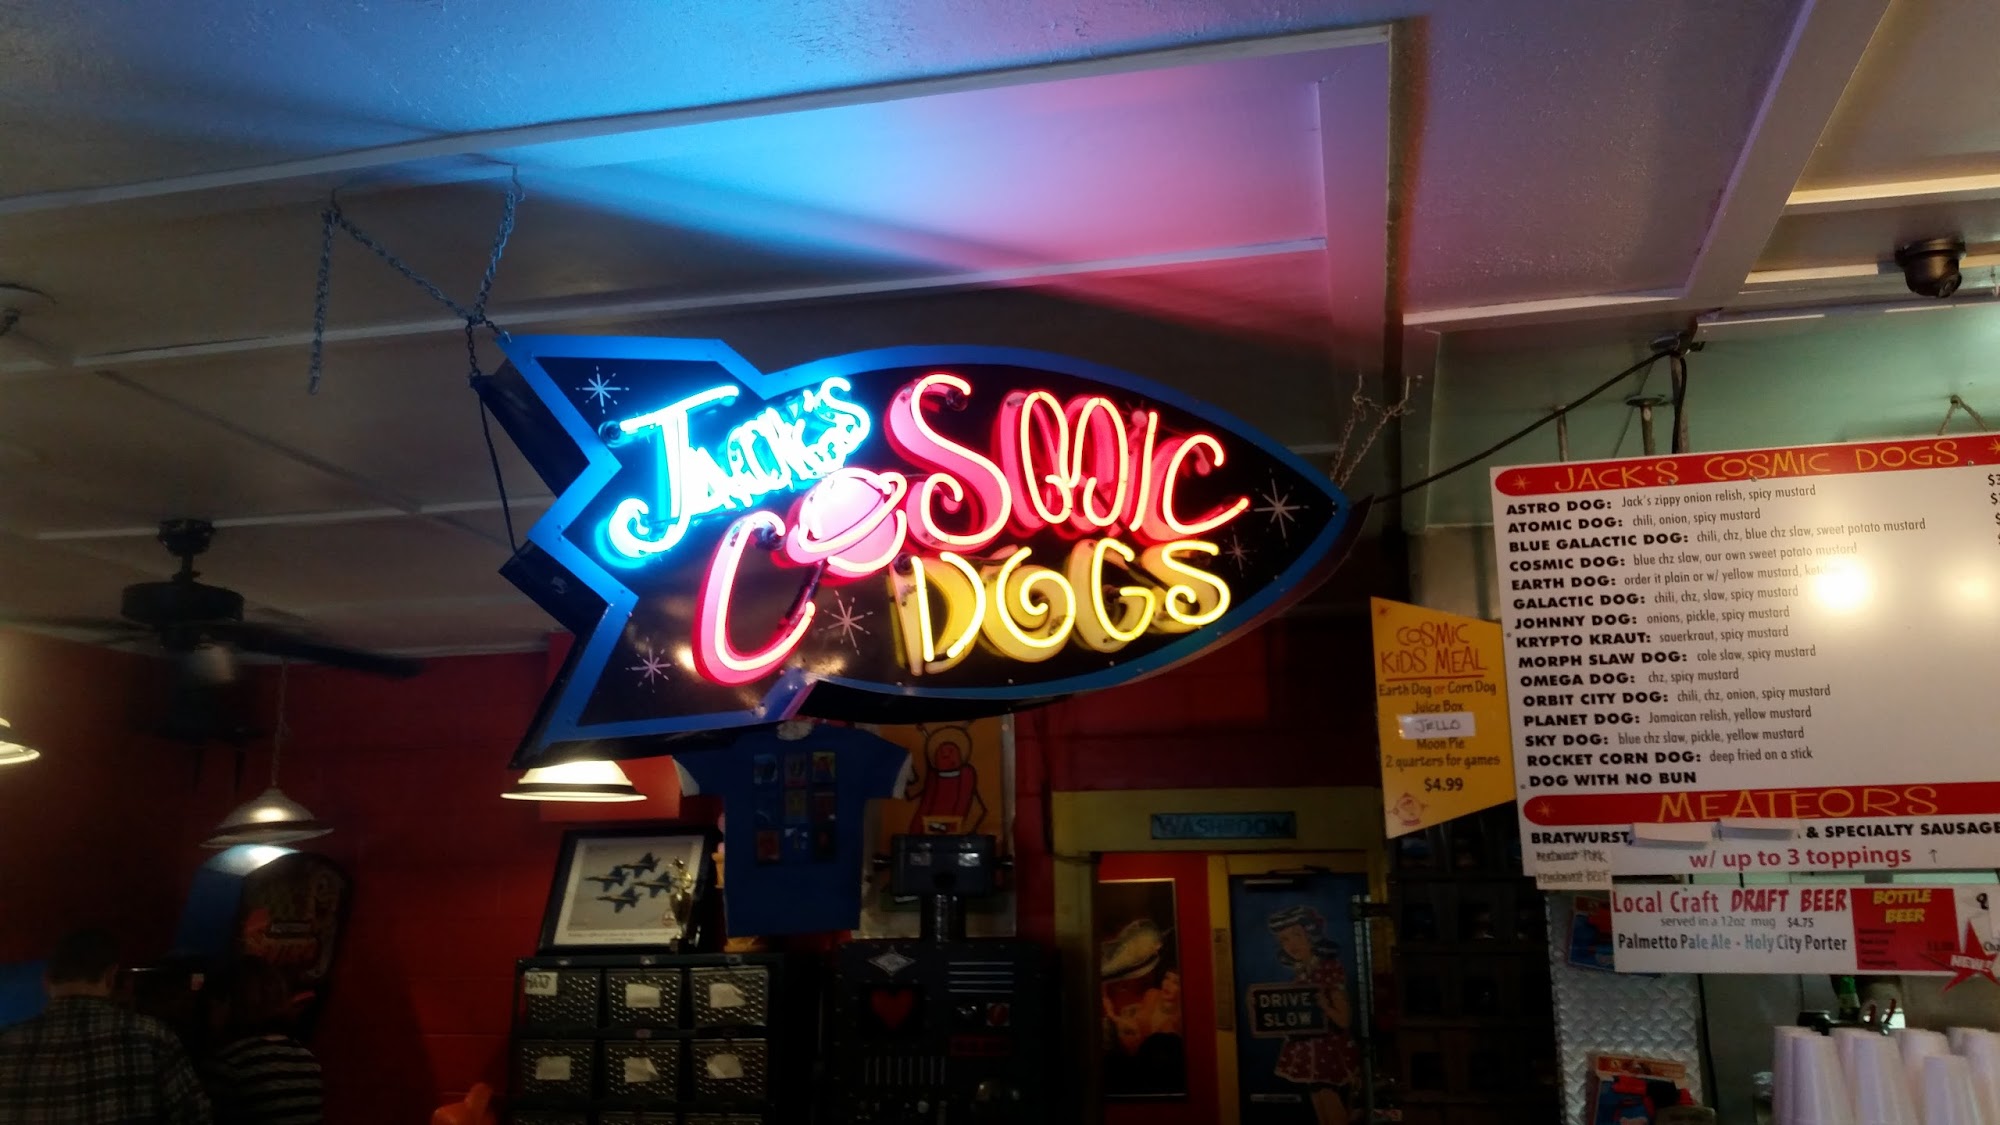 JACK'S
COSMIC
DOGS
JACK'S COSMIC DOGS
ASTRO DOG: Jack's zippy onion relish, spicy mustard
ATOMIC DOG: chili, onion, spicy mustard
BLUE GALACTIC DOG: chili, chz, blue chz slaw, sweet potato mustard
COSMIC DOG: blue chz slaw, our own sweet potato mustard
EARTH DOG: order it plain or w/ yellow mustard,
GALACTIC DOG: chili, chz, slaw, spicy mustard
JOHNNY DOG: onions, pickle, spicy mustard
KRYPTO KRAUT: sauerkraut, spicy mustard
MORPH SLAW DOG: cole slaw, spicy mustard
OMEGA DOG: chz, spicy mustard
ORBIT CITY DOG: chili, chz, onion, spicy mustard
PLANET DOG: Jamaican relish, yellow mustard
SKY DOG: blue chz slaw, pickle, yellow mustard
ROCKET CORN DOG: deep fried on a stick
DOG WITH NO BUN
MEATEORS
BRATWURST, & SPECIALTY SAUSAGE
w/ up to 3 toppings ↑
Local Craft DRAFT BEER
served in a 12oz mug $4.75
Palmetto Pale Ale - Holy City Porter
BOTTLE
BEER
NEW!
COSMIC
KIDS MEAL
Earth Dog or Corn Dog
Juice Box
JELLO
Moon Pie
2 quarters for games
$4.99
WASHROOM
DRIVE
SLOW